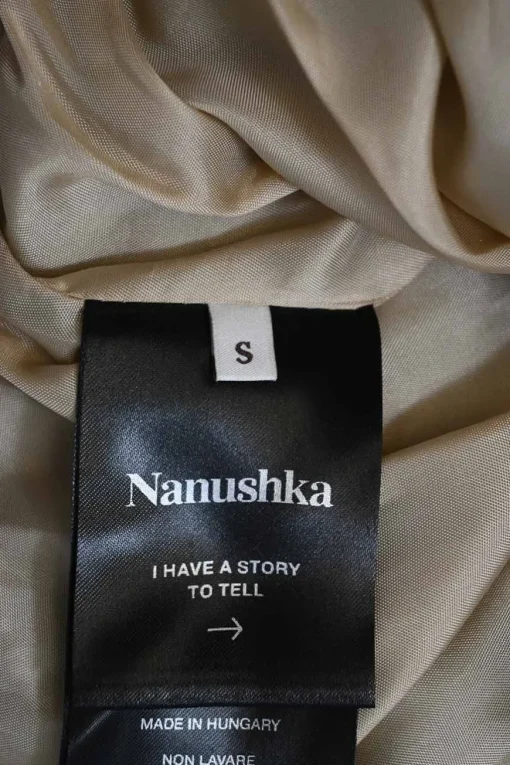 S
Nanushka
I HAVE A STORY
TO TELL
→
MADE IN HUNGARY
NON LAVARE